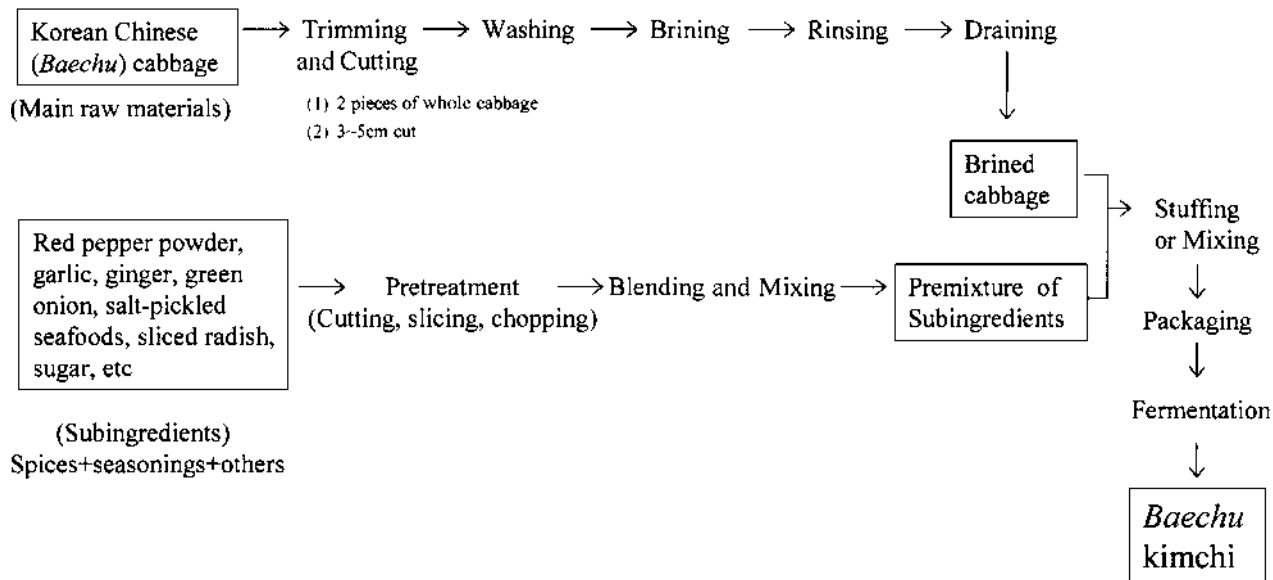 Korean Chinese
(Baechu) cabbage
(Main raw materials)
Trimming
and Cutting
(1) 2 pieces of whole cabbage
(2) 3~5cm cut
Washing
Brining
Rinsing
Draining
Brined
cabbage
Red pepper powder,
garlic, ginger, green
onion, salt-pickled
seafoods, sliced radish,
sugar, etc
(Subingredients)
Spices+seasonings+others
Pretreatment
(Cutting, slicing, chopping)
Blending and Mixing
Premixture of
Subingredients
Stuffing
or Mixing
Packaging
Fermentation
Baechu
kimchi